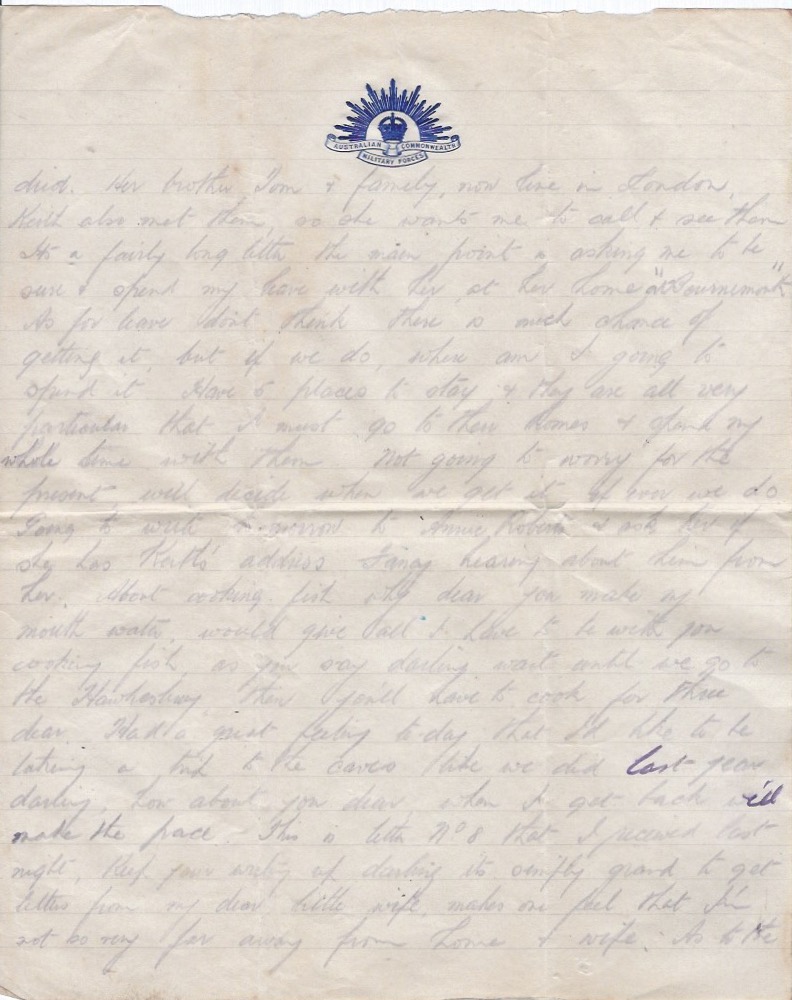 AUSTRALIAN COMMONWEALTH
MILITARY FORCES
died. Her brother Tom & family, now live in London,
Keith also met them, so she wants me to call & see them
Its a fairly long letter the main point is asking me to be
sure & spend my leave with her, at her home "at Bournemouth"
As for leave dont think there is much chance of
getting it, but if we do, where am I going to
spend it. Have 5 places to stay & they are all very
particular that I must go to their homes & spend my
whole time with them. Not going to worry for the
present, will decide when we get it if ever we do
Going to write tomorrow to Annie Roberts & ask her if
she has Keith's address Fancy hearing about him from
her. About cooking fish why dear you make my
mouth water, would give all I have to be with you
cooking fish, as you say darling wait until we go to
the Hawkesbury then you'll have to cook for three
dear. Had a great feeling to-day that I'd like to be
taking a trip to the caves like we did last year
darling, how about you dear, when I get back we'll
make the pace. This is letter No 8 that I received last
night, keep your writing up darling its simply grand to get
letters from my dear little wife, makes one feel that I'm
not so very far away from home & wife. As to the